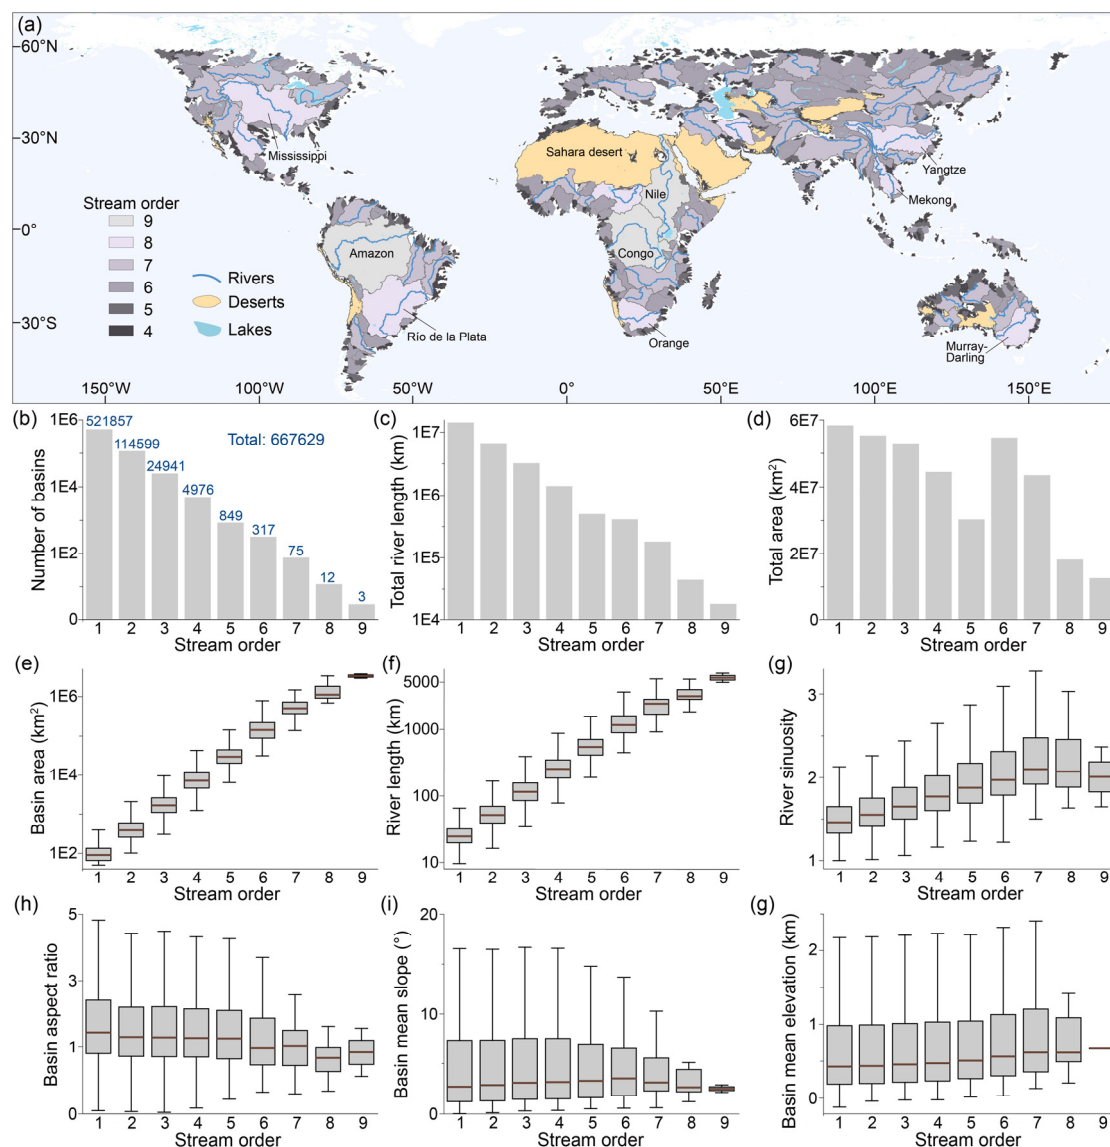 (a)
60°N
30°N
0°
30°S
Mississippi
Sahara desert
Nile
Yangtze
Mekong
Amazon
Congo
Río de la Plata
Orange
Murray-
Darling
Stream order
9
8
7
6
5
4
Rivers
Deserts
Lakes
150°W
100°W
50°W
0°
50°E
100°E
150°E
(b)
Number of basins
1E6
1E4
1E2
0
521857
114599
24941
4976
849
317
75
12
3
Total: 667629
1 2 3 4 5 6 7 8 9
Stream order
(c)
Total river length (km)
1E7
1E6
1E5
1E4
1 2 3 4 5 6 7 8 9
Stream order
(d)
Total area (km²)
6E7
4E7
2E7
0
1 2 3 4 5 6 7 8 9
Stream order
(e)
Basin area (km²)
1E6
1E4
1E2
1 2 3 4 5 6 7 8 9
Stream order
(f)
River length (km)
5000
1000
100
10
1 2 3 4 5 6 7 8 9
Stream order
(g)
River sinuosity
3
2
1
1 2 3 4 5 6 7 8 9
Stream order
(h)
Basin aspect ratio
5
3
1
0
1 2 3 4 5 6 7 8 9
Stream order
(i)
Basin mean slope (°)
20
10
5
0
1 2 3 4 5 6 7 8 9
Stream order
(g)
Basin mean elevation (km)
2
1
0
1 2 3 4 5 6 7 8 9
Stream order